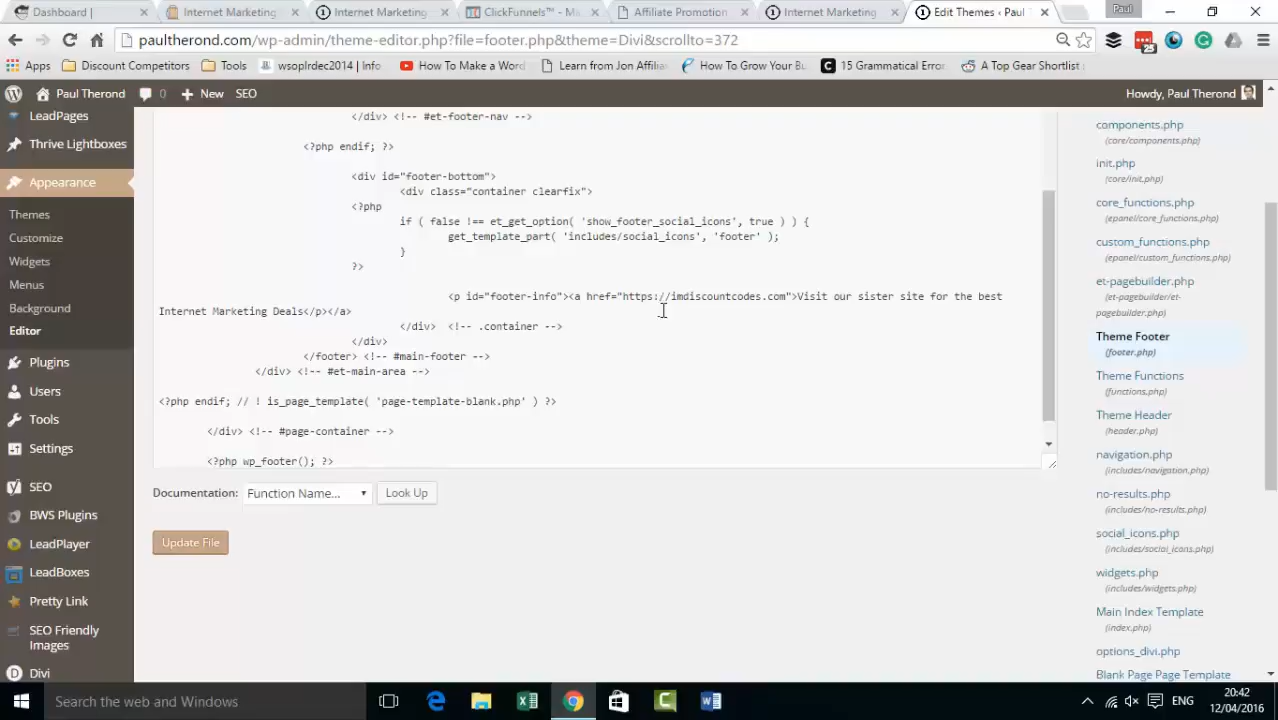 Dashboard |
Internet Marketing
Internet Marketing
ClickFunnels™ - M
Affiliate Promotion
Internet Marketing
Edit Themes ‹ Paul T
Paul
paultherond.com/wp-admin/theme-editor.php?file=footer.php&theme=Divi&scrollto=372
25
Apps
Discount Competitors
Tools
wsoplrdec2014 | Info
How To Make a Word
Learn from Jon Affilia
How To Grow Your Bu
15 Grammatical Error
A Top Gear Shortlist
Paul Therond
0
New
SEO
Howdy, Paul Therond
LeadPages
Thrive Lightboxes
Appearance
Themes
Customize
Widgets
Menus
Background
Editor
Plugins
Users
Tools
Settings
SEO
BWS Plugins
LeadPlayer
LeadBoxes
Pretty Link
SEO Friendly
Images
Divi
</div> <!-- #et-footer-nav -->
<?php endif; ?>
<div id="footer-bottom">
<div class="container clearfix">
<?php
if ( false !== et_get_option( 'show_footer_social_icons', true ) ) {
get_template_part( 'includes/social_icons', 'footer' );
}
?>
<p id="footer-info"><a href="https://imdiscountcodes.com">Visit our sister site for the best
Internet Marketing Deals</p></a>
</div> <!-- .container -->
</div>
</footer> <!-- #main-footer -->
</div> <!-- #et-main-area -->
<?php endif; // ! is_page_template( 'page-template-blank.php' ) ?>
</div> <!-- #page-container -->
<?php wp_footer(); ?>
Documentation:
Function Name...
Look Up
Update File
components.php
(core/components.php)
init.php
(core/init.php)
core_functions.php
(epanel/core_functions.php)
custom_functions.php
(epanel/custom_functions.php)
et-pagebuilder.php
(et-pagebuilder/et-
pagebuilder.php)
Theme Footer
(footer.php)
Theme Functions
(functions.php)
Theme Header
(header.php)
navigation.php
(includes/navigation.php)
no-results.php
(includes/no-results.php)
social_icons.php
(includes/social_icons.php)
widgets.php
(includes/widgets.php)
Main Index Template
(index.php)
options_divi.php
Blank Page Page Template
Search the web and Windows
ENG
20:42
12/04/2016